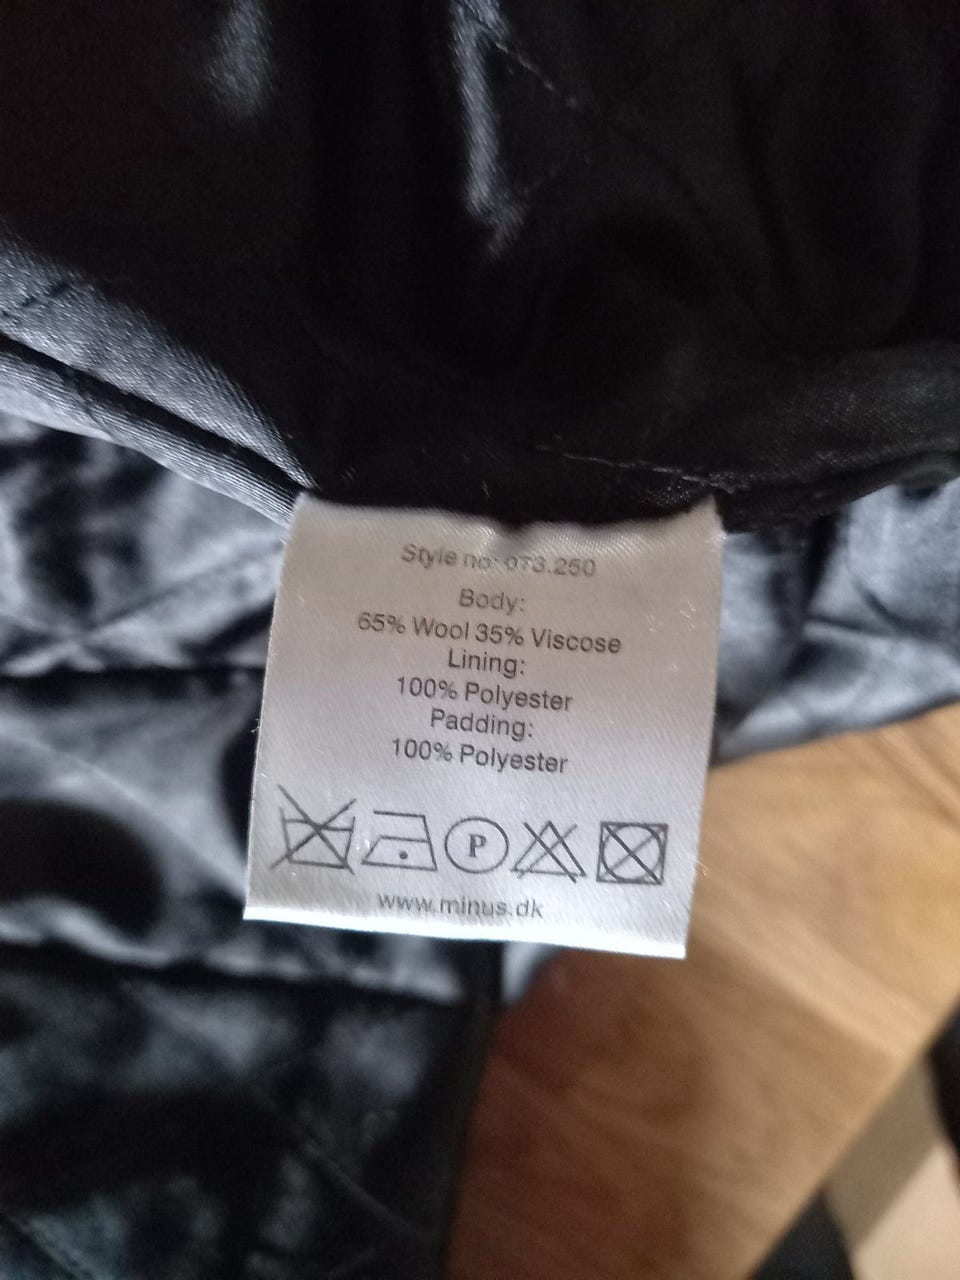 Style no: 073.250
Body:
65% Wool 35% Viscose
Lining:
100% Polyester
Padding:
100% Polyester
P
www.minus.dk